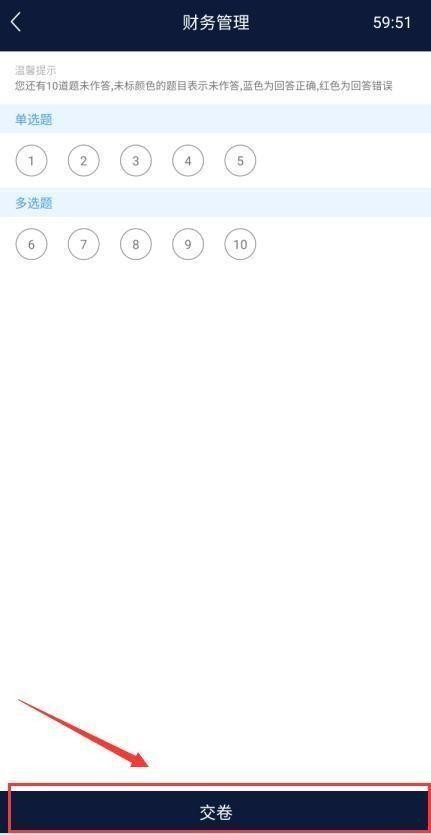 财务管理 59:51
温馨提示
您还有10道题未作答,未标颜色的题目表示未作答,蓝色为回答正确,红色为回答错误
单选题
1 2 3 4 5
多选题
6 7 8 9 10
交卷